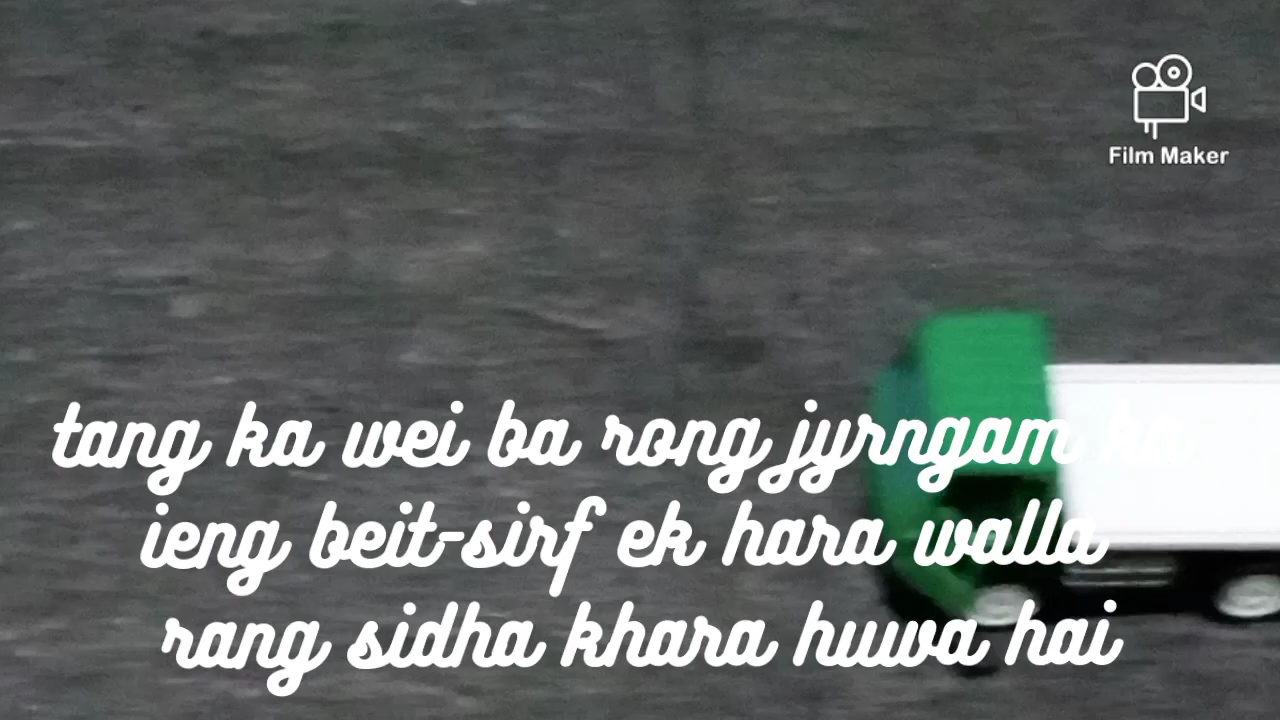 Film Maker
tang ka wei ba rong jyrngam ka
ieng beit-sirf ek hara walla
rang sidha khara huwa hai